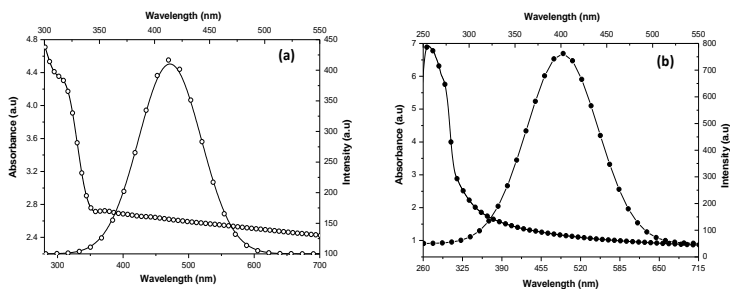 Wavelength (nm)
300 350 400 450 500 550
(a)
Absorbance (a.u)
4.8
4.4
4.0
3.6
3.2
2.8
2.4
450
400
350
300
250
200
150
100
Intensity (a.u)
300 400 500 600 700
Wavelength (nm)
Wavelength (nm)
250 300 350 400 450 500 550
(b)
Absorbance (a.u)
7
6
5
4
3
2
1
800
700
600
500
400
300
200
100
0
Intensity (a.u)
260 325 390 455 520 585 650 715
Wavelength (nm)